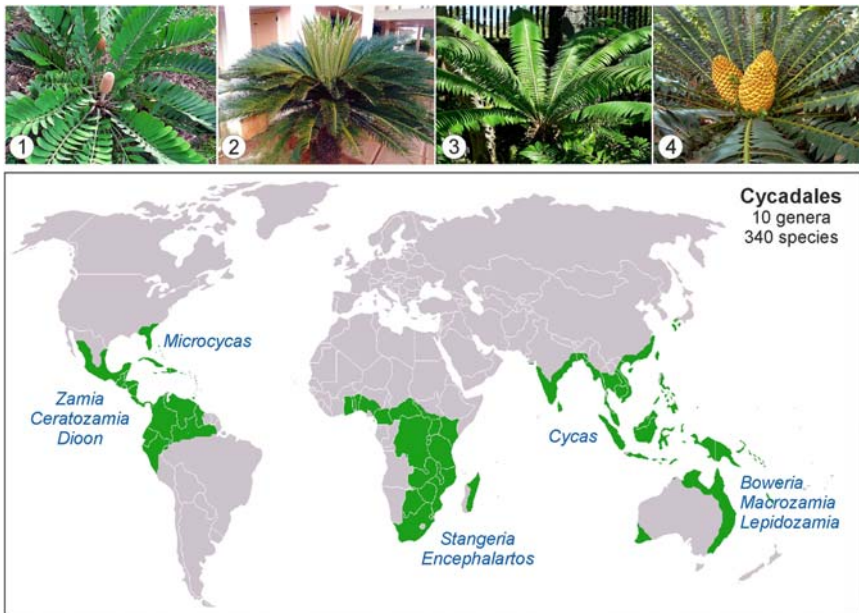 1
2
3
4
Cycadales
10 genera
340 species
Microcycas
Zamia
Ceratozamia
Dioon
Cycas
Boweria
Macrozamia
Lepidozamia
Stangeria
Encephalartos